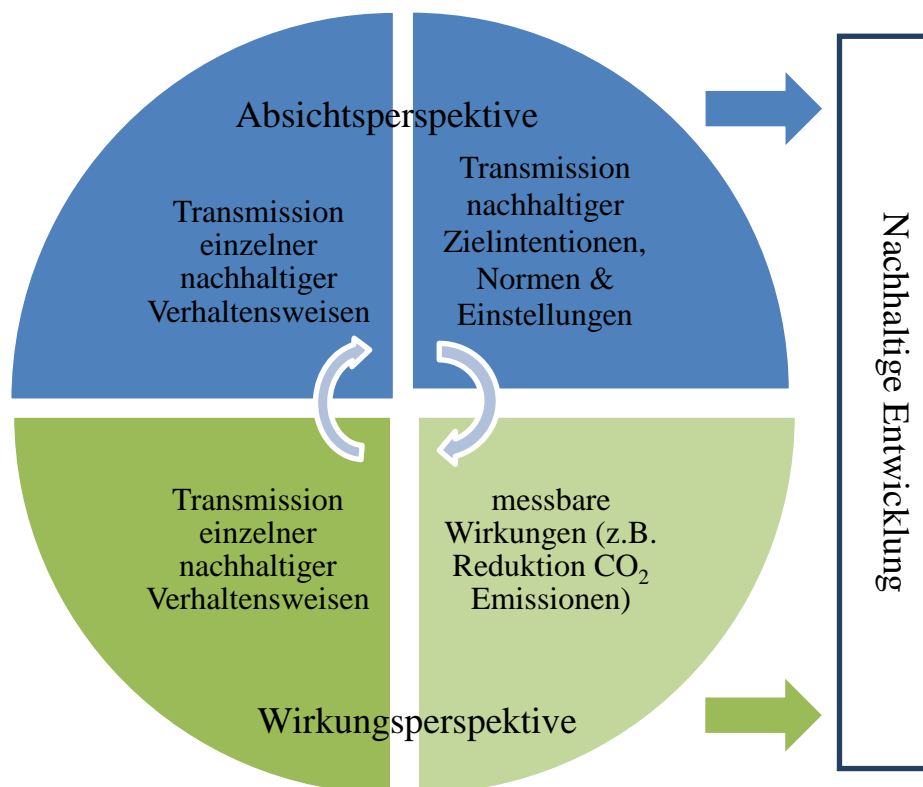 Absichtsperspektive
Transmission
einzelner
nachhaltiger
Verhaltensweisen
Transmission
nachhaltiger
Zielintentionen,
Normen &
Einstellungen
Transmission
einzelner
nachhaltiger
Verhaltensweisen
messbare
Wirkungen (z.B.
Reduktion CO₂
Emissionen)
Wirkungsperspektive
Nachhaltige Entwicklung